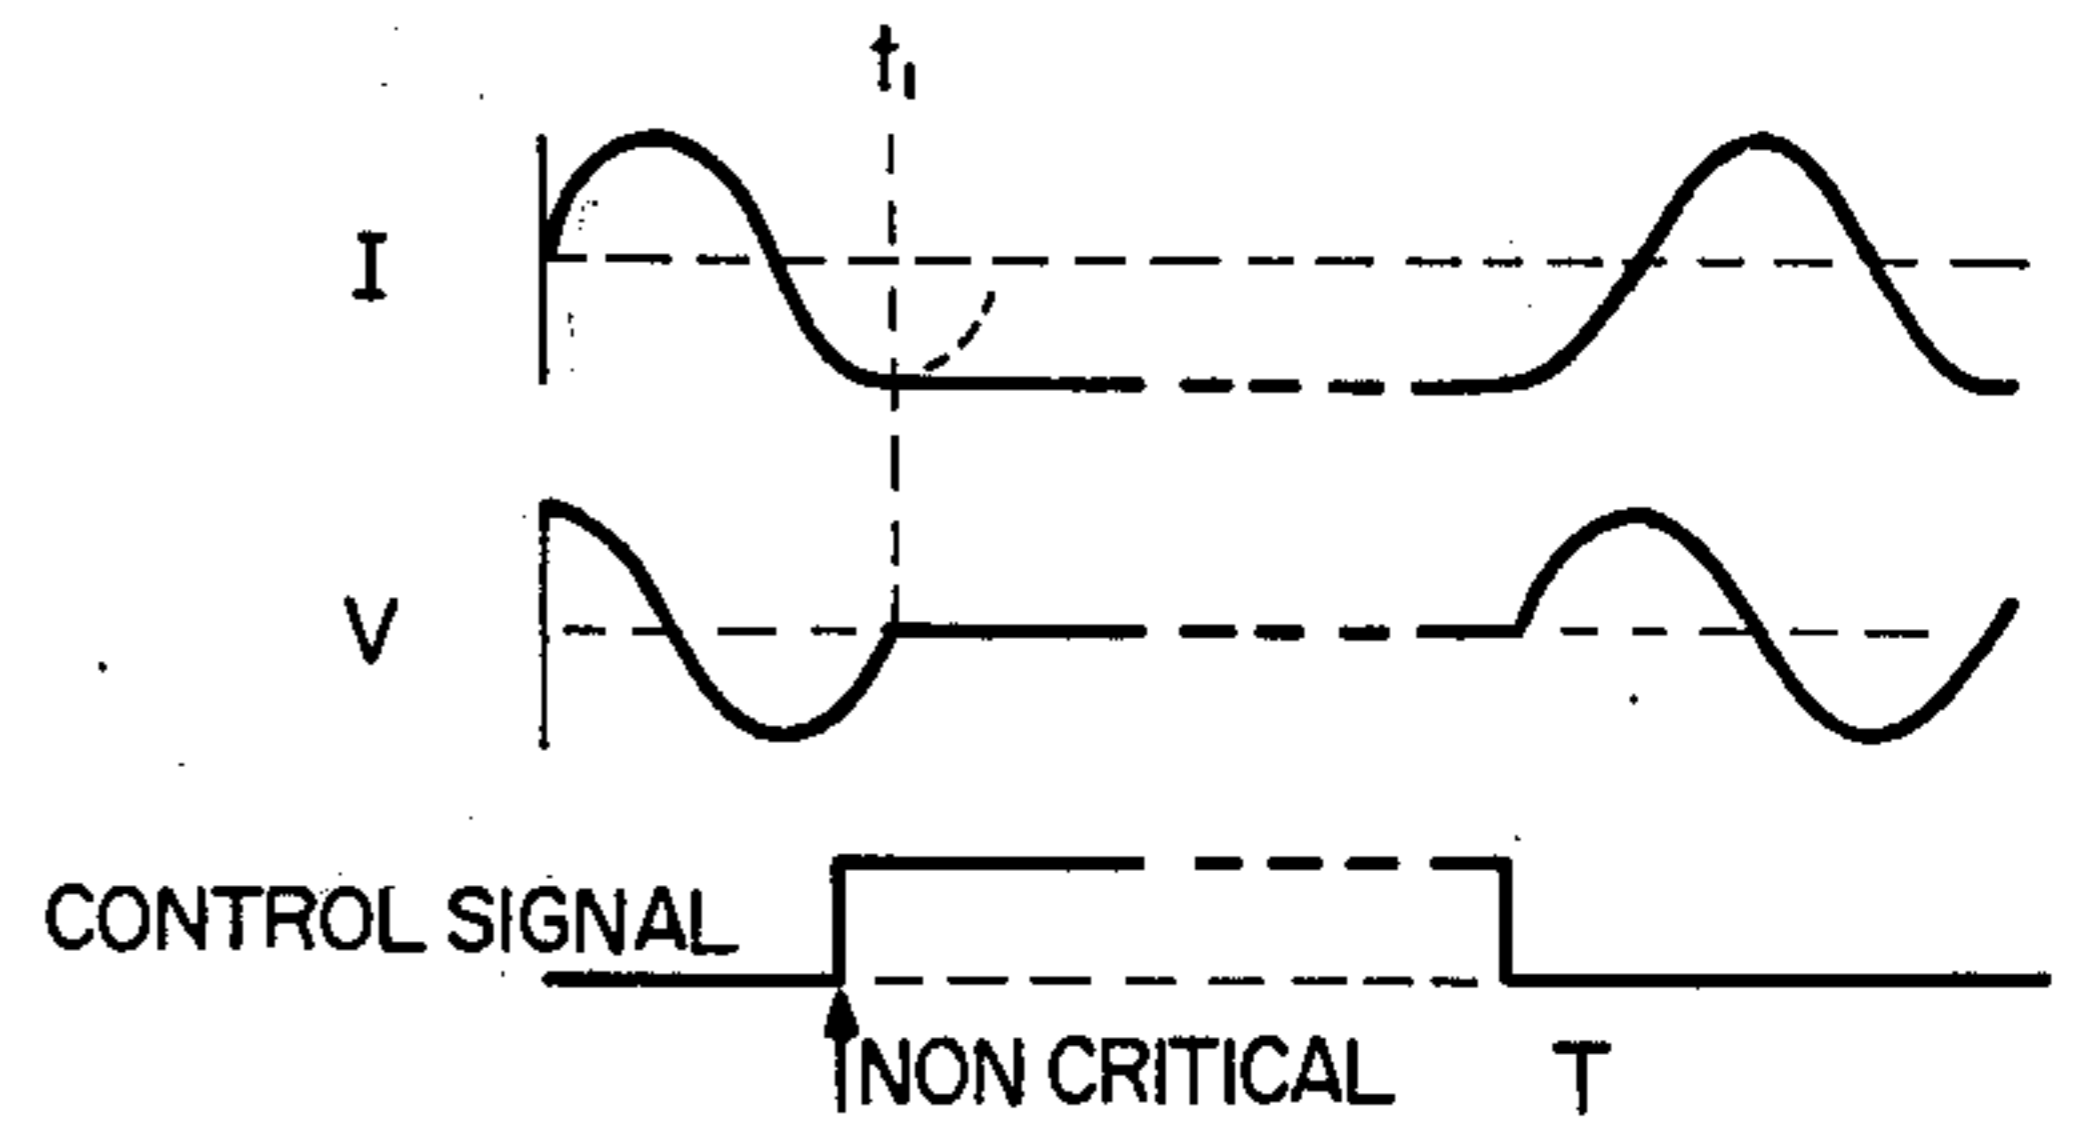 t₁
I
V
CONTROL SIGNAL
NON CRITICAL T